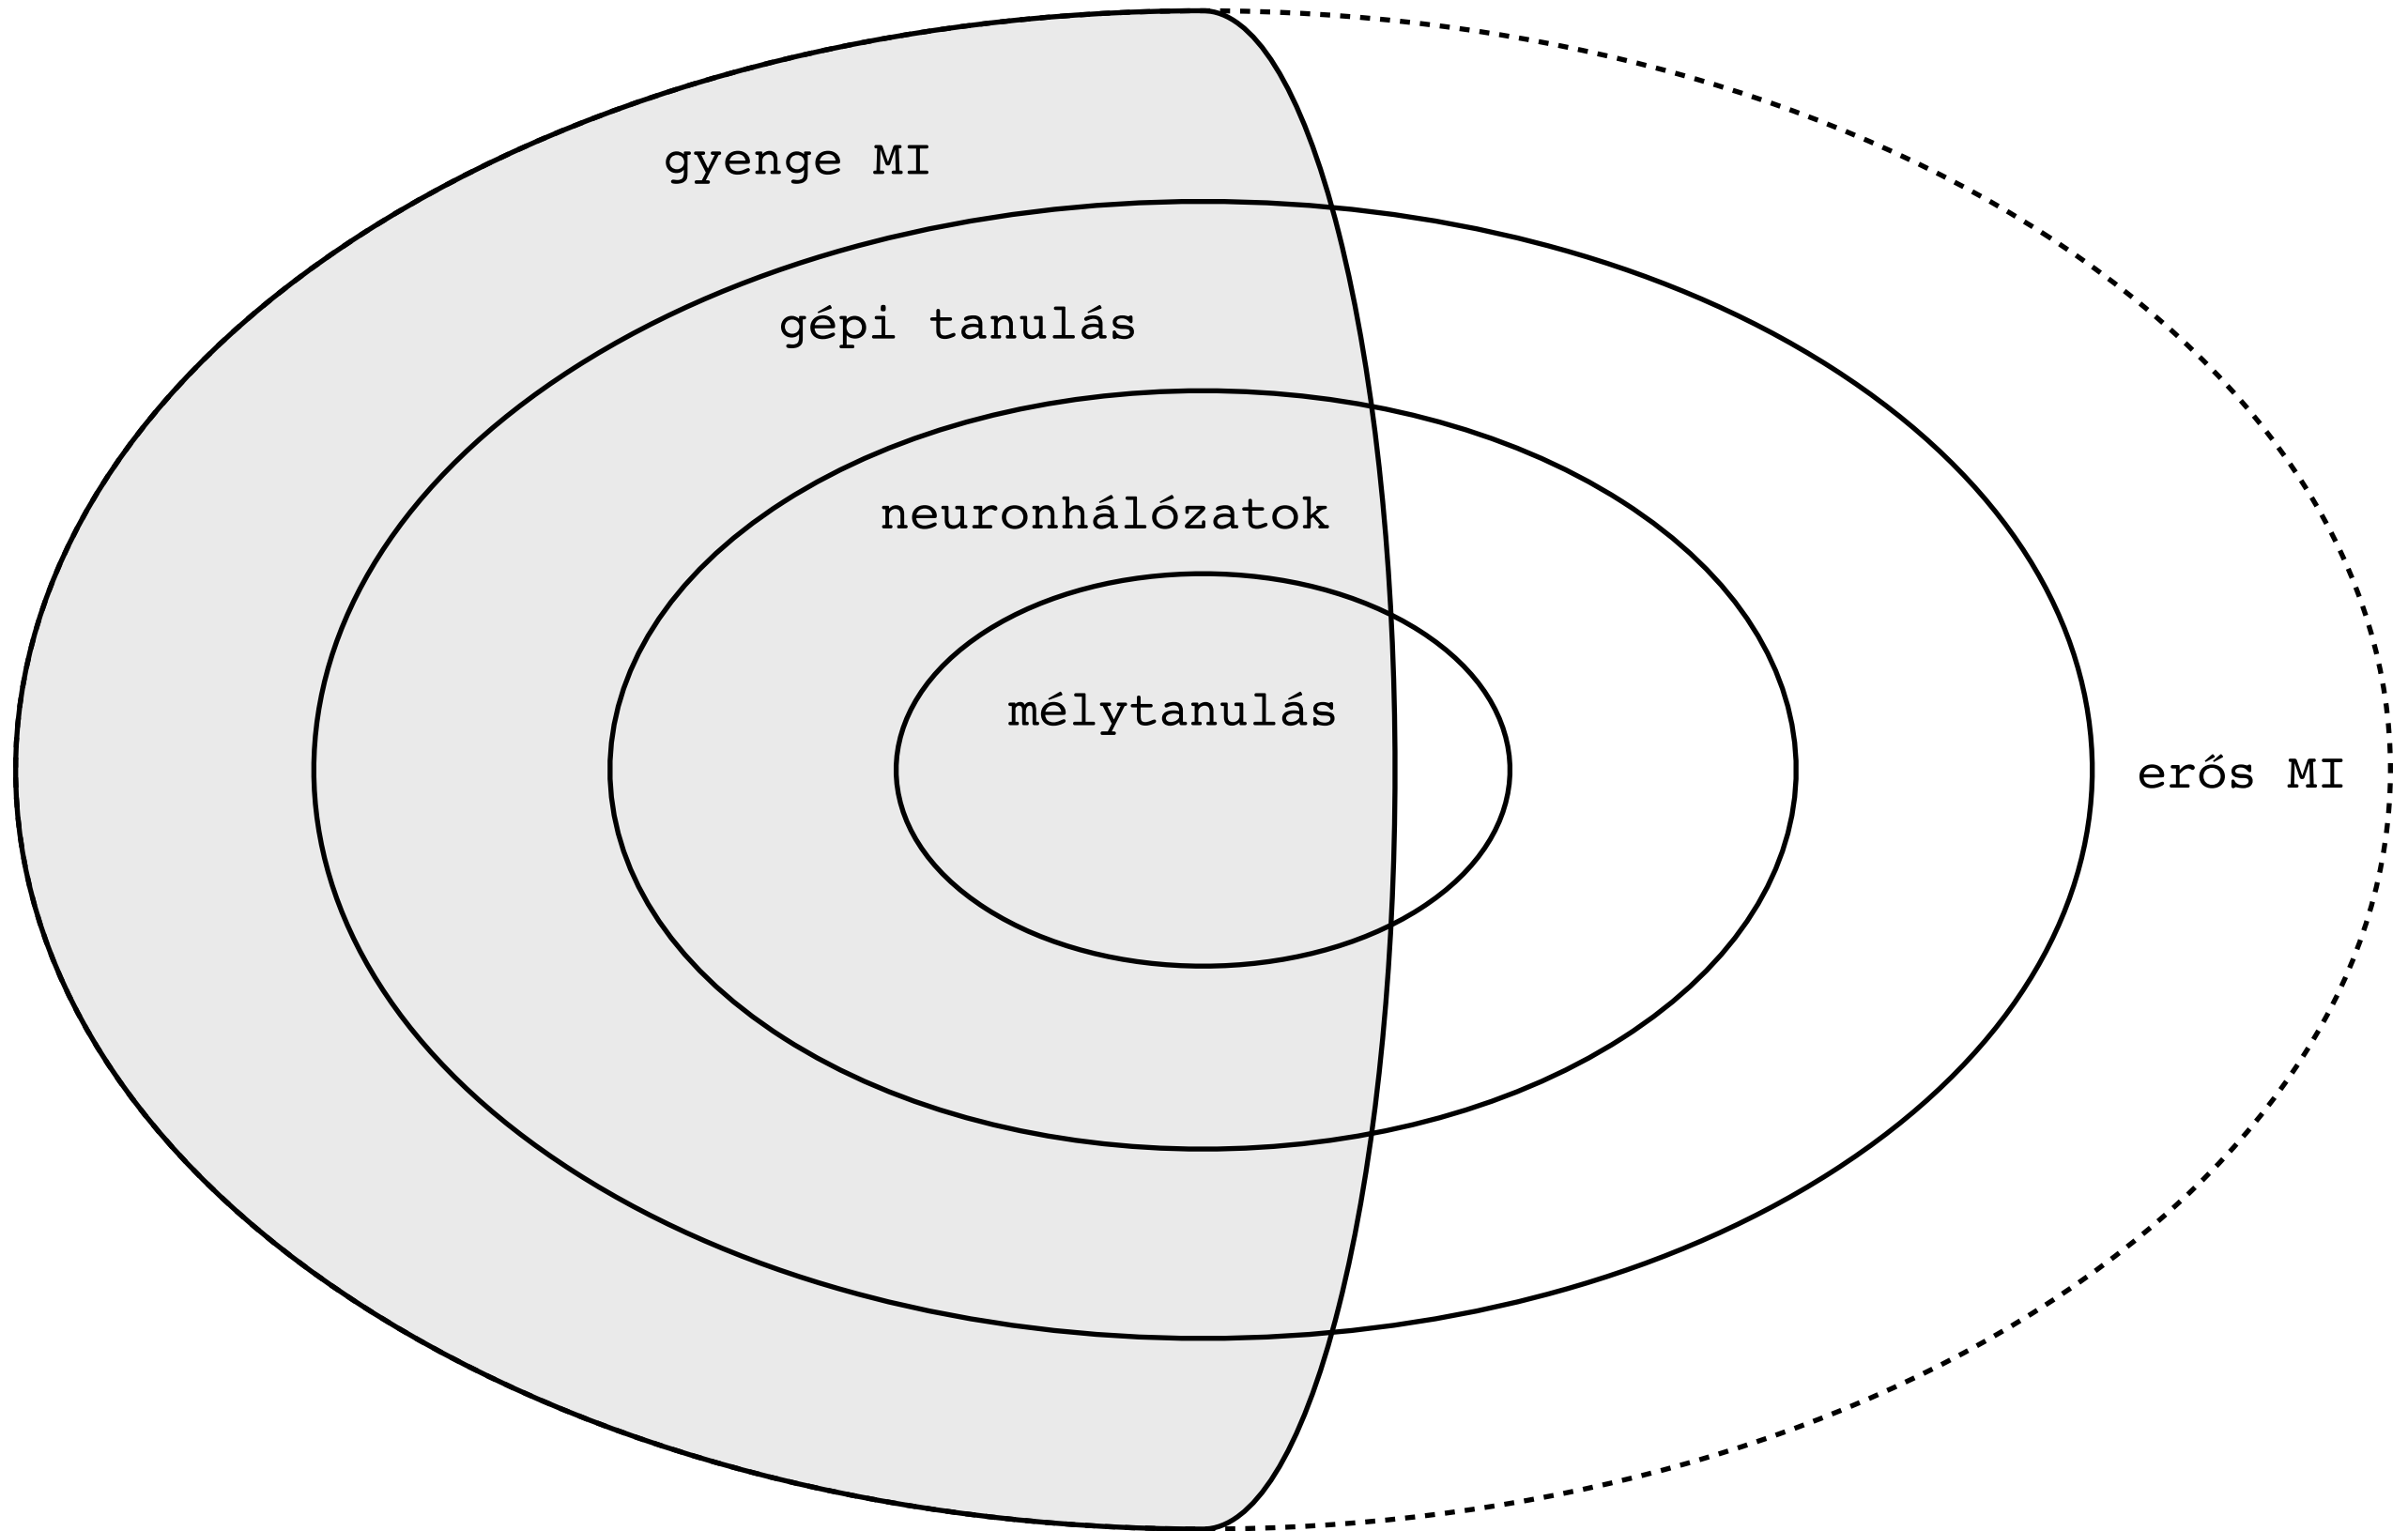 gyenge MI
gépi tanulás
neuronhálózatok
mélytanulás
erős MI